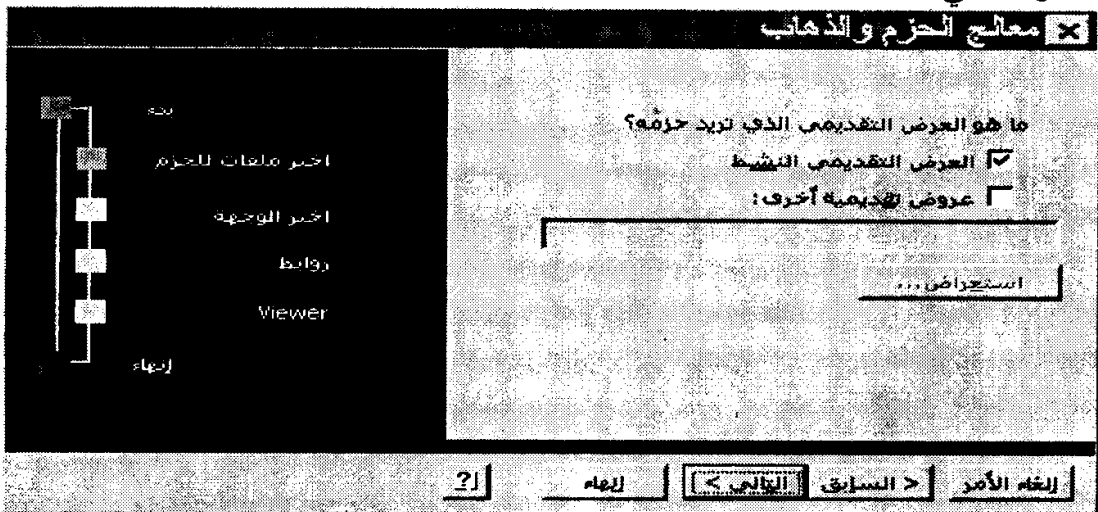 معالج الحزم والذهاب
ما هو العرض التقديمي الذي تريد حزمه؟
العرض التقديمي النشط
عروض تقديمية أخرى:
استعراض...
بدء
اختر ملفات للحزم
اختر الوجهة
روابط
Viewer
إنهاء
إلغاء الأمر
< السابق
التالي >
إنهاء
؟